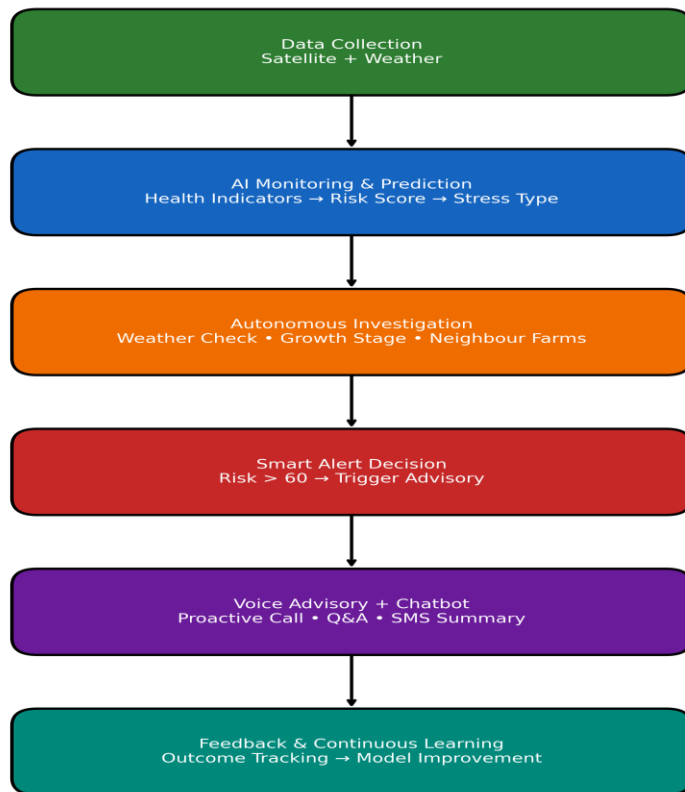 Data Collection
Satellite + Weather
AI Monitoring & Prediction
Health Indicators → Risk Score → Stress Type
Autonomous Investigation
Weather Check • Growth Stage • Neighbour Farms
Smart Alert Decision
Risk > 60 → Trigger Advisory
Voice Advisory + Chatbot
Proactive Call • Q&A • SMS Summary
Feedback & Continuous Learning
Outcome Tracking → Model Improvement